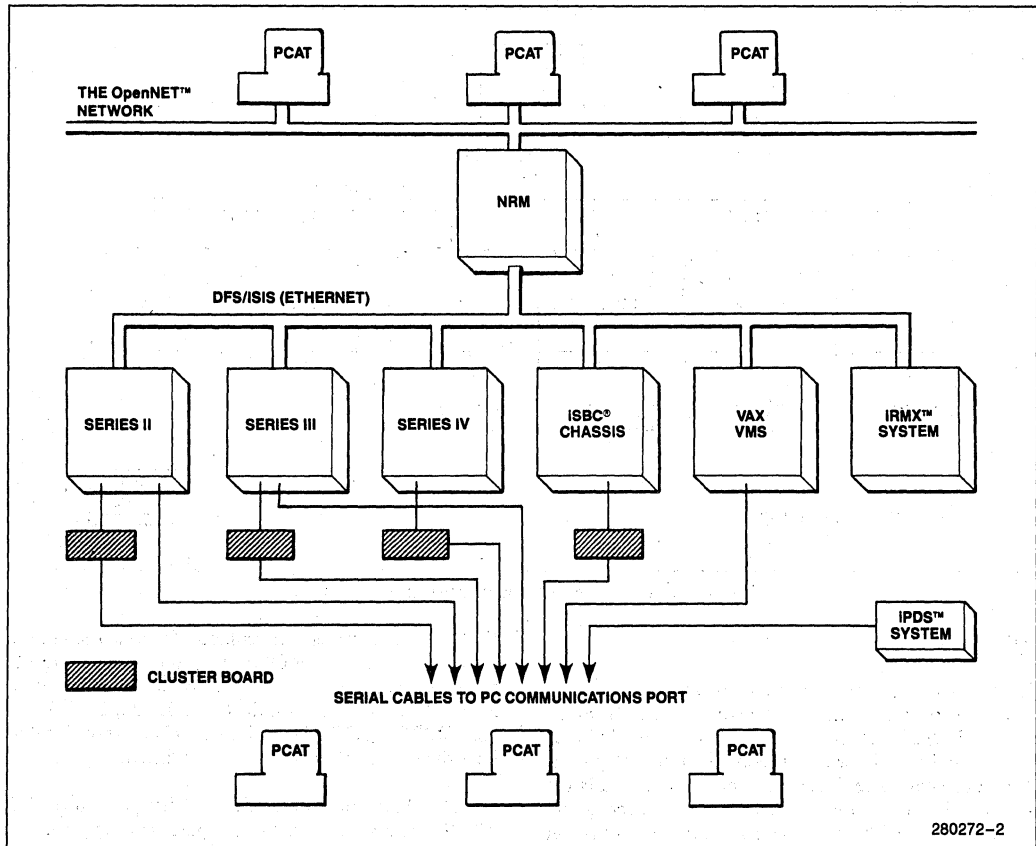 PCAT
PCAT
PCAT
THE OpenNET™
NETWORK
NRM
DFS/ISIS (ETHERNET)
SERIES II
SERIES III
SERIES IV
iSBC®
CHASSIS
VAX
VMS
iRMX™
SYSTEM
iPDS™
SYSTEM
CLUSTER BOARD
SERIAL CABLES TO PC COMMUNICATIONS PORT
PCAT
PCAT
PCAT
280272–2